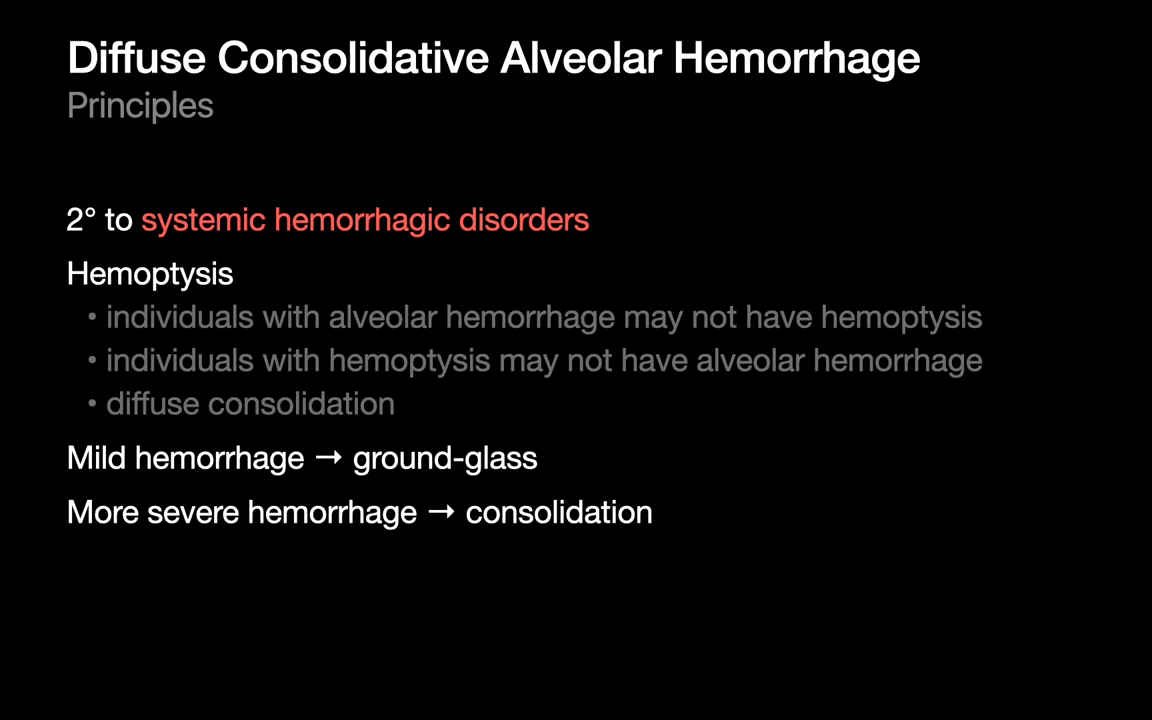 Diffuse Consolidative Alveolar Hemorrhage
Principles
2° to systemic hemorrhagic disorders
Hemoptysis
• individuals with alveolar hemorrhage may not have hemoptysis
• individuals with hemoptysis may not have alveolar hemorrhage
• diffuse consolidation
Mild hemorrhage → ground-glass
More severe hemorrhage → consolidation